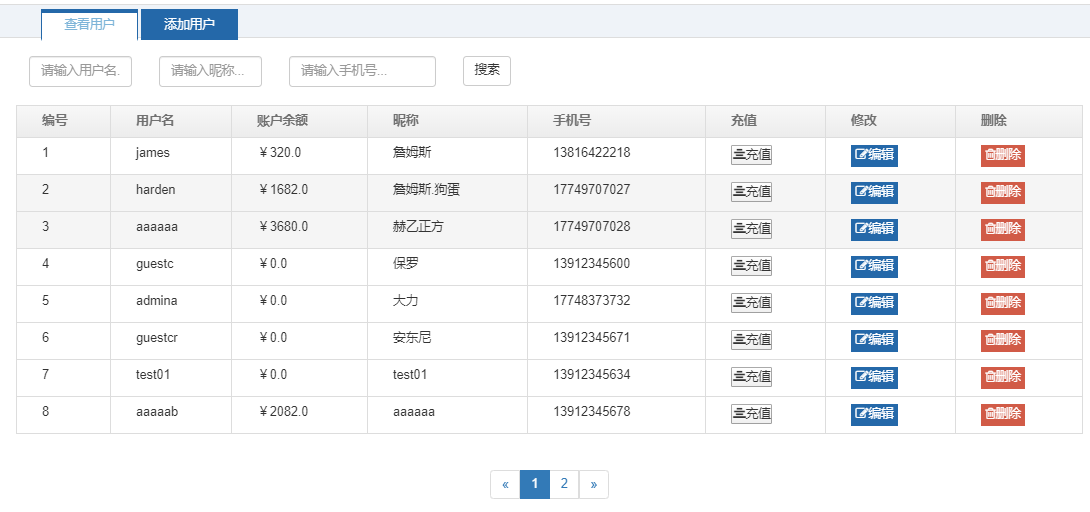 查看用户 添加用户
请输入用户名. 请输入昵称... 请输入手机号... 搜索
编号 用户名 账户余额 昵称 手机号 充值 修改 删除
1 james ¥320.0 詹姆斯 13816422218 充值 编辑 删除
2 harden ¥1682.0 詹姆斯.狗蛋 17749707027 充值 编辑 删除
3 aaaaaa ¥3680.0 赫乙正方 17749707028 充值 编辑 删除
4 guestc ¥0.0 保罗 13912345600 充值 编辑 删除
5 admina ¥0.0 大力 17748373732 充值 编辑 删除
6 guestcr ¥0.0 安东尼 13912345671 充值 编辑 删除
7 test01 ¥0.0 test01 13912345634 充值 编辑 删除
8 aaaaab ¥2082.0 aaaaaa 13912345678 充值 编辑 删除
« 1 2 »